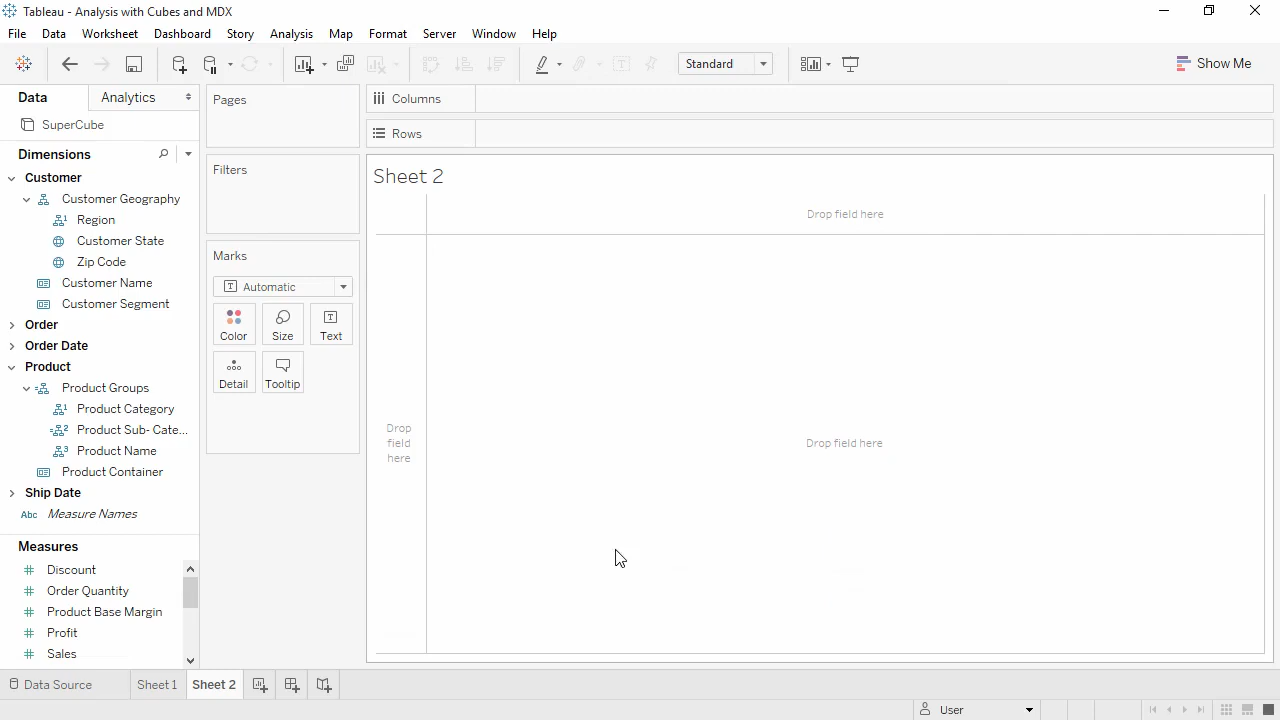 Tableau - Analysis with Cubes and MDX
File Data Worksheet Dashboard Story Analysis Map Format Server Window Help
Standard
Show Me
Data Analytics
SuperCube
Dimensions
Customer
Customer Geography
Region
Customer State
Zip Code
Customer Name
Customer Segment
Order
Order Date
Product
Product Groups
Product Category
Product Sub- Cate...
Product Name
Product Container
Ship Date
Abc Measure Names
Measures
Discount
Order Quantity
Product Base Margin
Profit
Sales
Pages
Filters
Marks
T Automatic
Color Size T Text
Detail Tooltip
Columns
Rows
Sheet 2
Drop field here
Drop
field
here
Drop field here
Data Source Sheet 1 Sheet 2
User